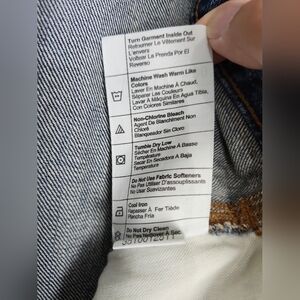 Turn Garment Inside Out
Retourner Le Vêtement Sur
L'envers
Voltear La Prenda Por El
Reverso
Machine Wash Warm Like
Colors
Laver En Machine À Chaud,
Séparer Les Couleurs
Lavar A Máquina En Agua Tibia,
Con Colores Similares
Non-Chlorine Bleach
Agent De Blanchiment Non
Chloré
Blanqueador Sin Cloro
Tumble Dry Low
Sécher En Machine À Basse
Température
Secar En Secadora A Baja
Temperatura
Do Not Use Fabric Softeners
Ne Pas Utiliser D'assouplissants
No Usar Suavizantes
Cool Iron
Repasser À Fer Tiède
Plancha Fría
Do Not Dry Clean
Ne Pas Nettoyer À Sec